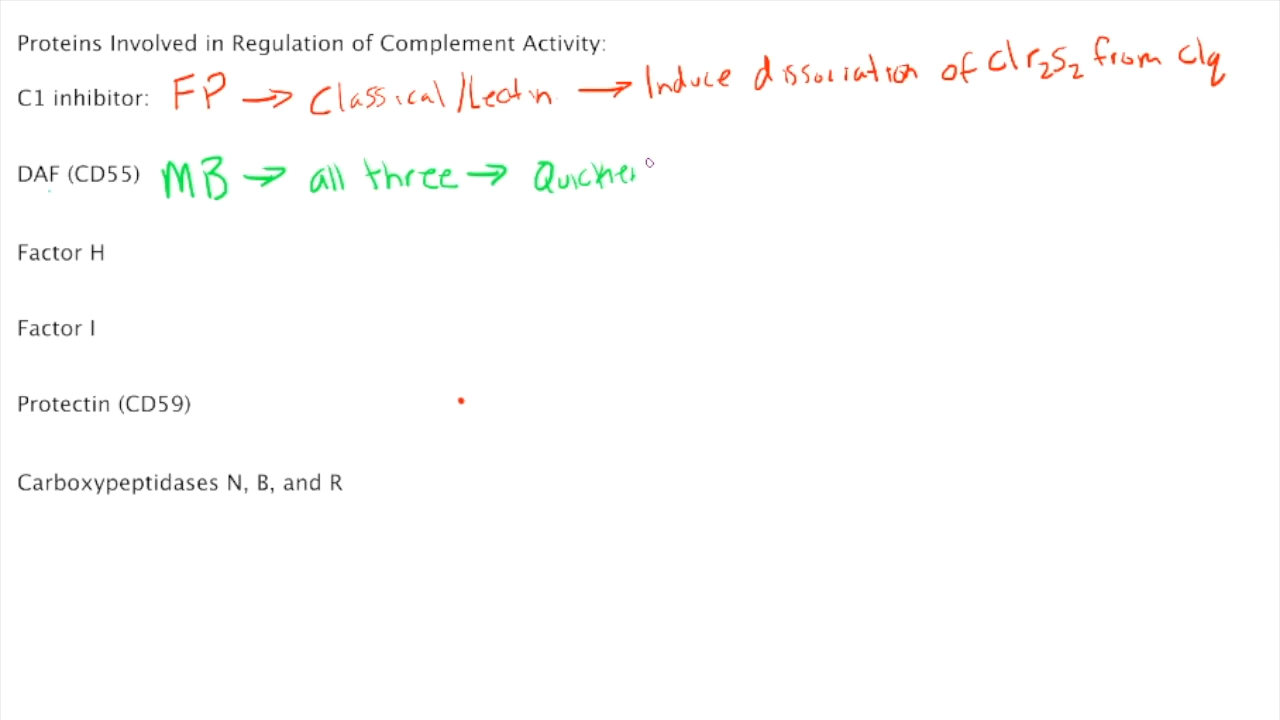 Proteins Involved in Regulation of Complement Activity:
C1 inhibitor: FP → Classical/Lectin → Induce dissociation of C1r₂s₂ from C1q
DAF (CD55) MB → all three → Quicken
Factor H
Factor I
Protectin (CD59)
Carboxypeptidases N, B, and R